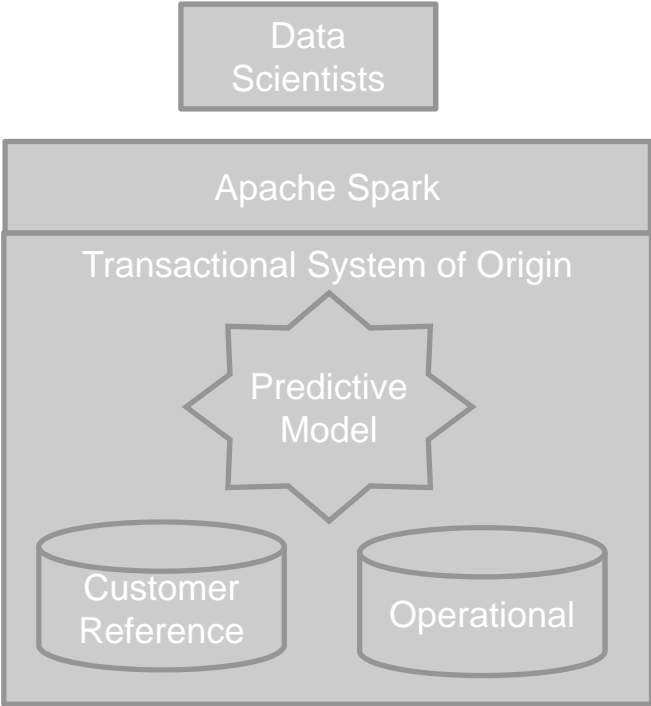 Data
Scientists
Apache Spark
Transactional System of Origin
Predictive
Model
Customer
Reference
Operational